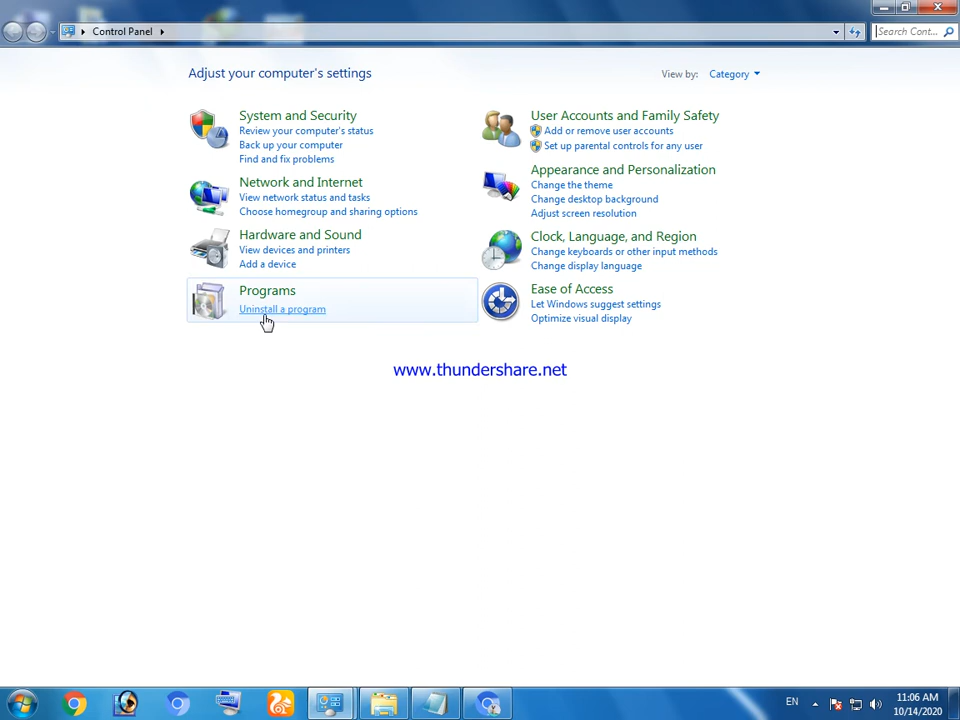 Control Panel
Search Cont...
Adjust your computer's settings
View by: Category
System and Security
Review your computer's status
Back up your computer
Find and fix problems
Network and Internet
View network status and tasks
Choose homegroup and sharing options
Hardware and Sound
View devices and printers
Add a device
Programs
Uninstall a program
User Accounts and Family Safety
Add or remove user accounts
Set up parental controls for any user
Appearance and Personalization
Change the theme
Change desktop background
Adjust screen resolution
Clock, Language, and Region
Change keyboards or other input methods
Change display language
Ease of Access
Let Windows suggest settings
Optimize visual display
www.thundershare.net
EN
11:06 AM
10/14/2020